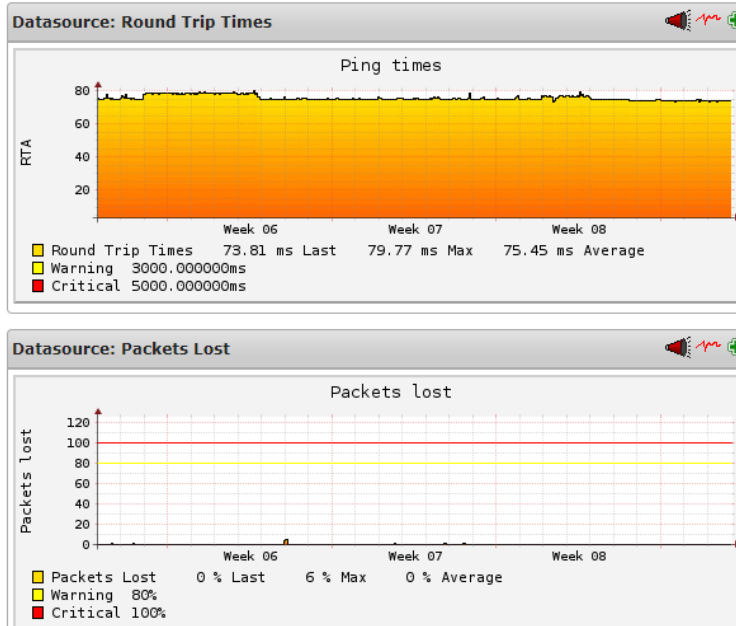 Datasource: Round Trip Times
Ping times
80
60
40
20
RTA
Week 06 Week 07 Week 08
Round Trip Times 73.81 ms Last 79.77 ms Max 75.45 ms Average
Warning 3000.000000ms
Critical 5000.000000ms
Datasource: Packets Lost
Packets lost
120
100
80
60
40
20
0
Packets lost
Week 06 Week 07 Week 08
Packets Lost 0 % Last 6 % Max 0 % Average
Warning 80%
Critical 100%